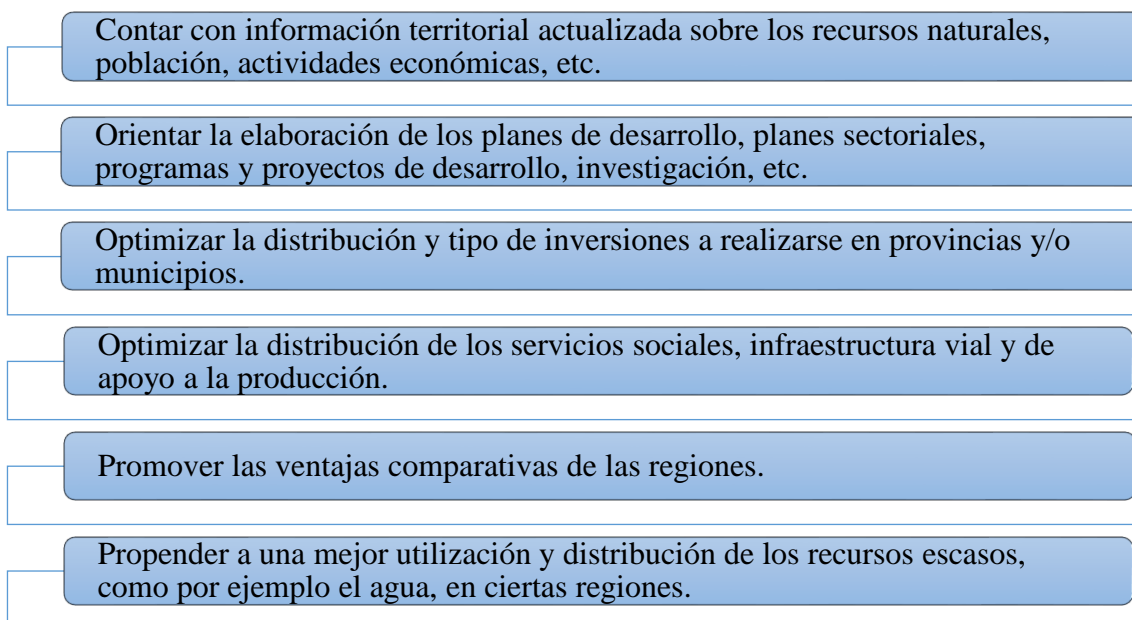 Contar con información territorial actualizada sobre los recursos naturales,
población, actividades económicas, etc.
Orientar la elaboración de los planes de desarrollo, planes sectoriales,
programas y proyectos de desarrollo, investigación, etc.
Optimizar la distribución y tipo de inversiones a realizarse en provincias y/o
municipios.
Optimizar la distribución de los servicios sociales, infraestructura vial y de
apoyo a la producción.
Promover las ventajas comparativas de las regiones.
Propender a una mejor utilización y distribución de los recursos escasos,
como por ejemplo el agua, en ciertas regiones.